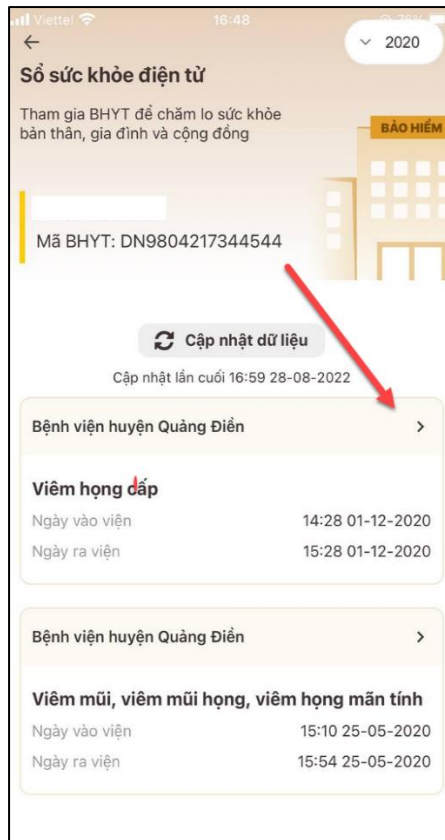 Viettel 16:48 78%
2020
Sổ sức khỏe điện tử
Tham gia BHYT để chăm lo sức khỏe
bản thân, gia đình và cộng đồng
BẢO HIỂM
Mã BHYT: DN9804217344544
Cập nhật dữ liệu
Cập nhật lần cuối 16:59 28-08-2022
Bệnh viện huyện Quảng Điền
Viêm họng cấp
Ngày vào viện 14:28 01-12-2020
Ngày ra viện 15:28 01-12-2020
Bệnh viện huyện Quảng Điền
Viêm mũi, viêm mũi họng, viêm họng mãn tính
Ngày vào viện 15:10 25-05-2020
Ngày ra viện 15:54 25-05-2020